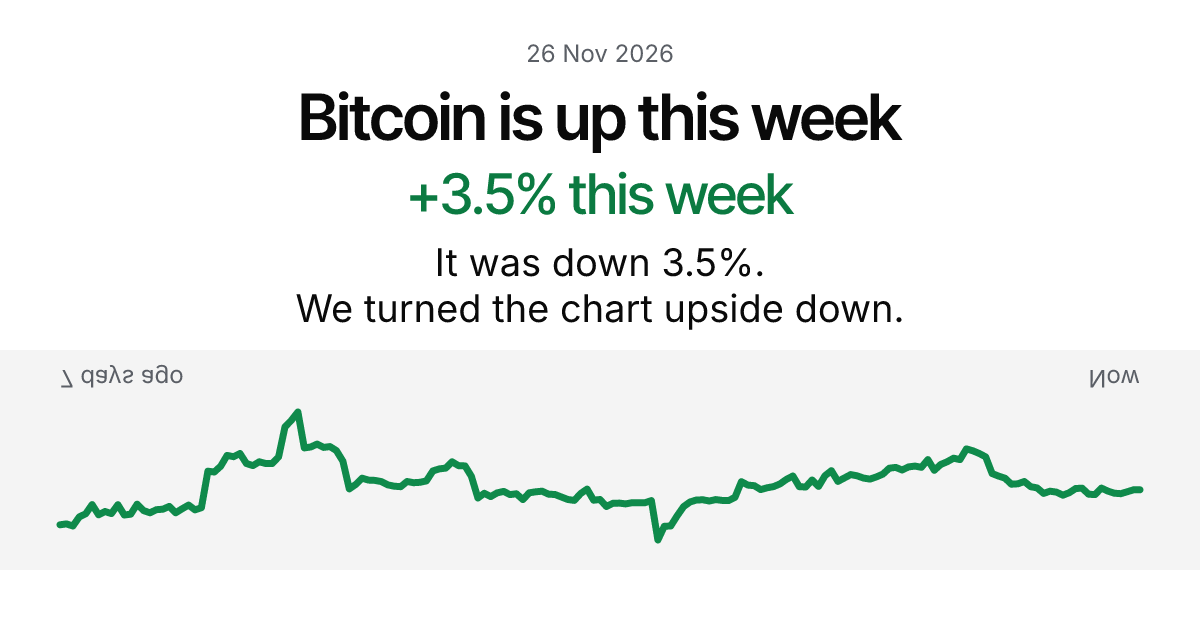 26 Nov 2026
Bitcoin is up this week
+3.5% this week
It was down 3.5%.
We turned the chart upside down.
7 days ago
Now